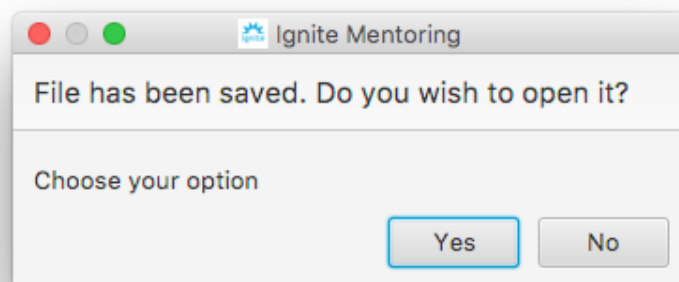 Ignite Mentoring
File has been saved. Do you wish to open it?
Choose your option
Yes No